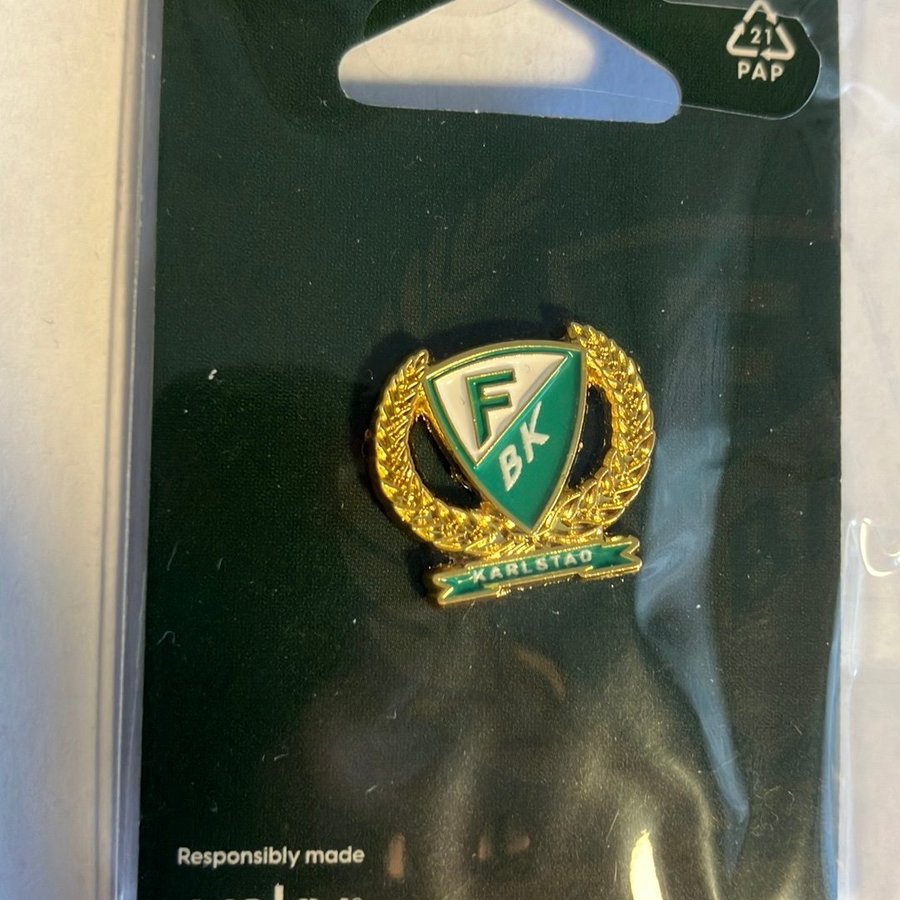 21
PAP
F
BK
KARLSTAD
Responsibly made